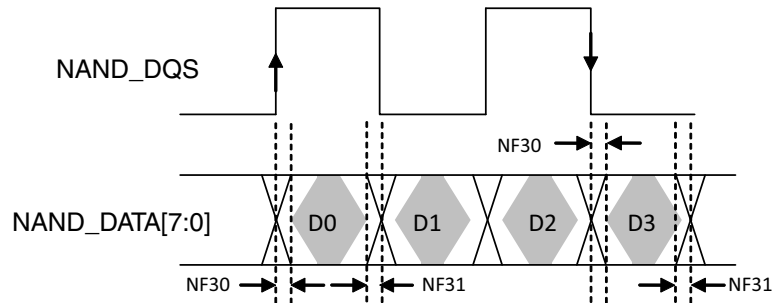 NAND_DQS
NF30
NAND_DATA[7:0] D0 D1 D2 D3
NF30 NF31 NF31